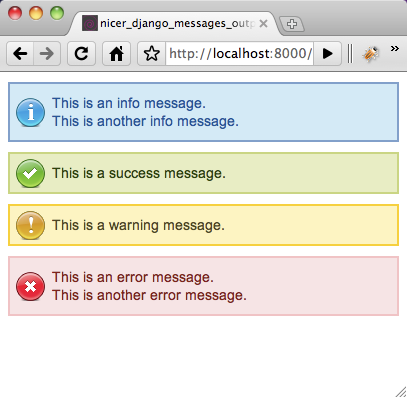 nicer_django_messages_outp
http://localhost:8000/
This is an info message.
This is another info message.
This is a success message.
This is a warning message.
This is an error message.
This is another error message.